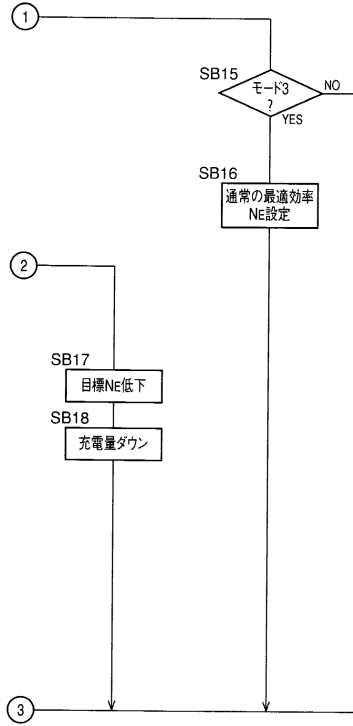 1
SB15
モード3
?
NO
YES
SB16
通常の最適効率
NE設定
2
SB17
目標NE低下
SB18
充電量ダウン
3